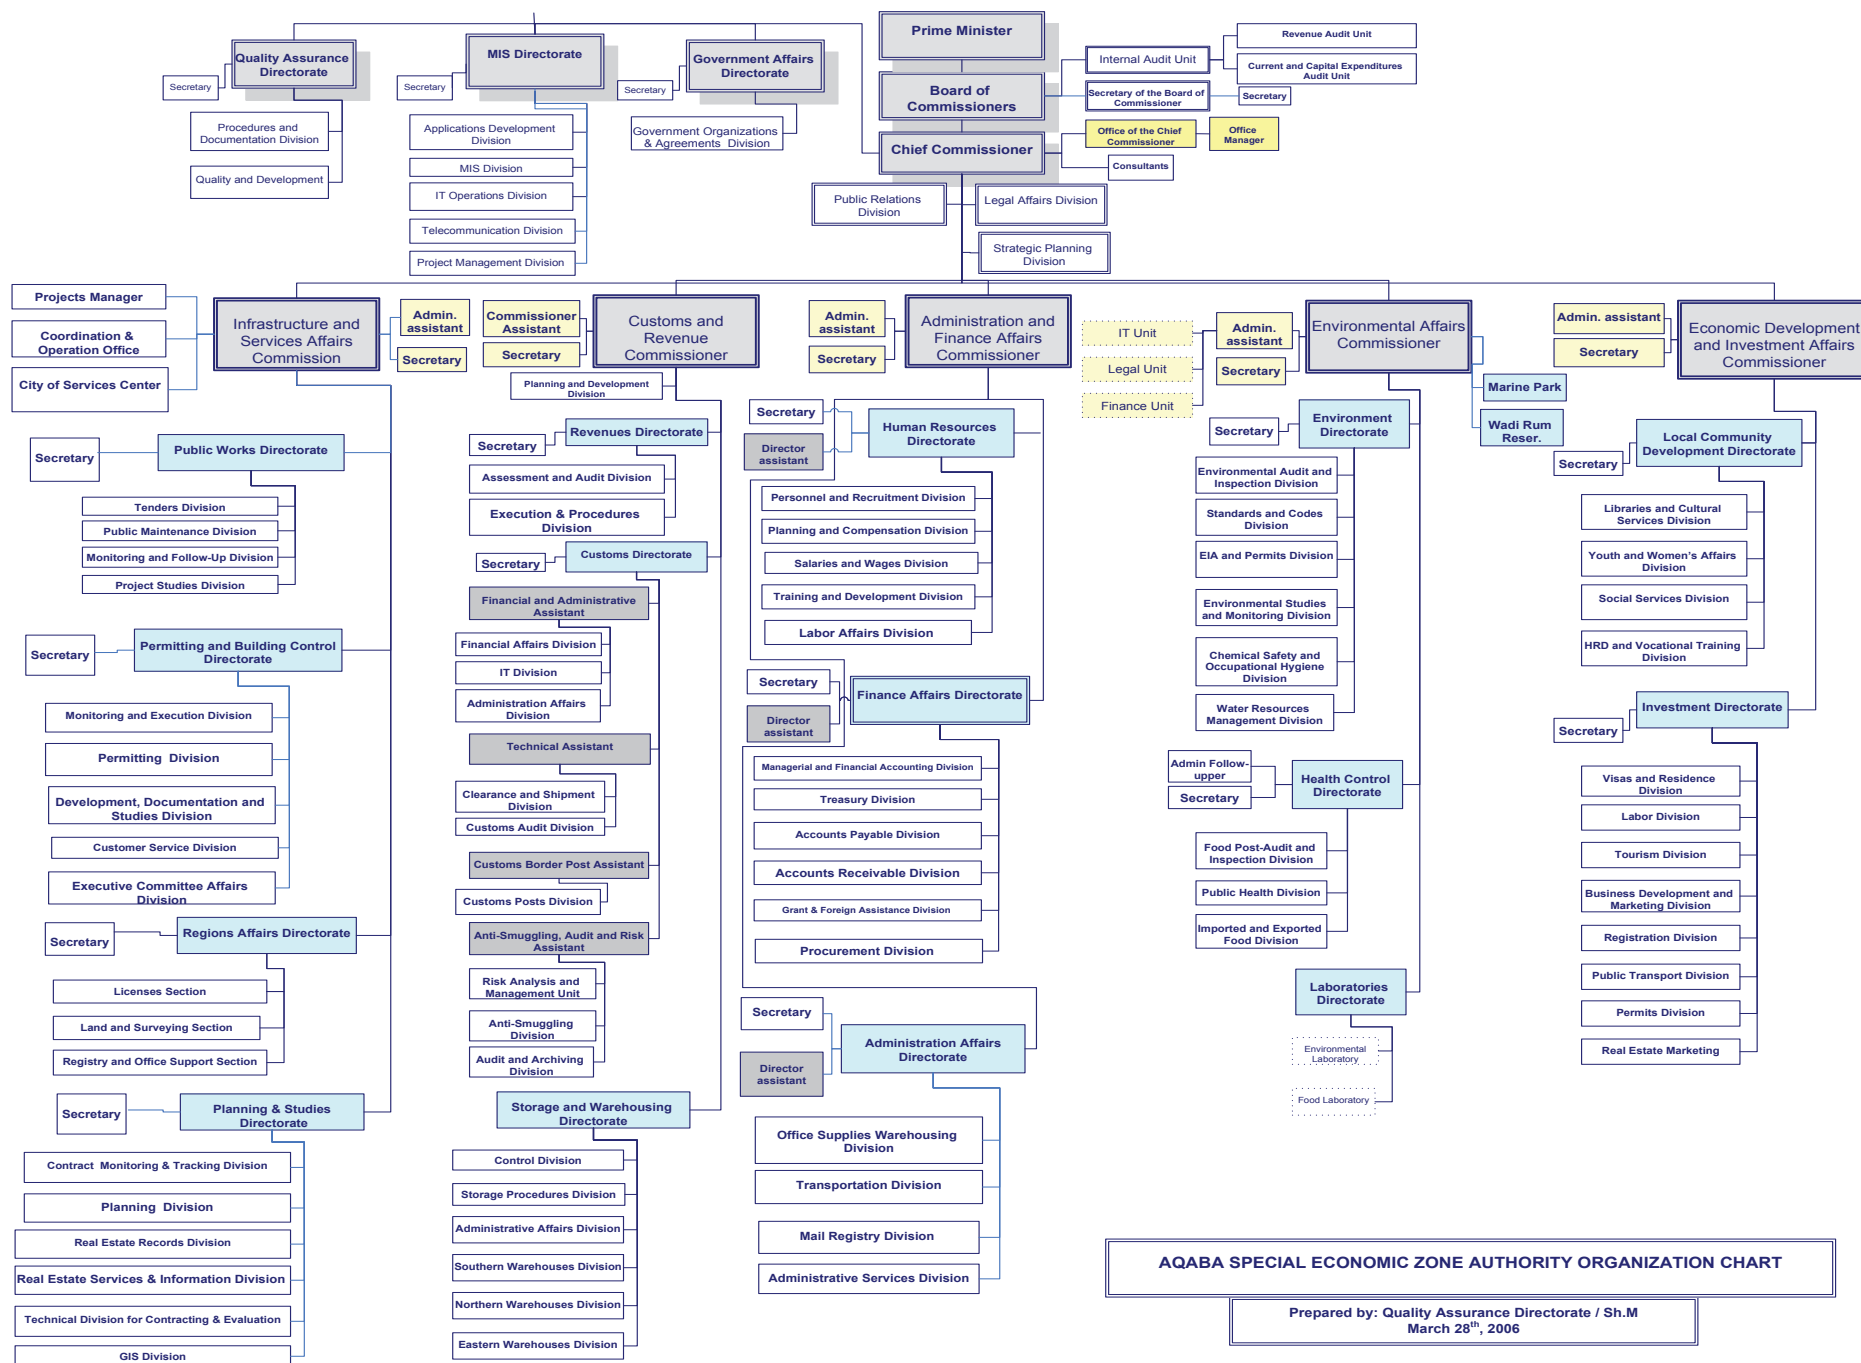 Prime Minister
Board of
Commissioners
Chief Commissioner
Internal Audit Unit
Revenue Audit Unit
Current and Capital Expenditures
Audit Unit
Secretary of the Board of
Commissioner
Secretary
Office of the Chief
Commissioner
Office
Manager
Consultants
Public Relations
Division
Legal Affairs Division
Strategic Planning
Division
Quality Assurance
Directorate
Secretary
Procedures and
Documentation Division
Quality and Development
MIS Directorate
Secretary
Applications Development
Division
MIS Division
IT Operations Division
Telecommunication Division
Project Management Division
Government Affairs
Directorate
Secretary
Government Organizations
& Agreements Division
Projects Manager
Coordination &
Operation Office
City of Services Center
Infrastructure and
Services Affairs
Commission
Admin.
assistant
Secretary
Secretary
Public Works Directorate
Tenders Division
Public Maintenance Division
Monitoring and Follow-Up Division
Project Studies Division
Secretary
Permitting and Building Control
Directorate
Monitoring and Execution Division
Permitting Division
Development, Documentation and
Studies Division
Customer Service Division
Executive Committee Affairs
Division
Secretary
Regions Affairs Directorate
Licenses Section
Land and Surveying Section
Registry and Office Support Section
Secretary
Planning & Studies
Directorate
Contract Monitoring & Tracking Division
Planning Division
Real Estate Records Division
Real Estate Services & Information Division
Technical Division for Contracting & Evaluation
GIS Division
Commissioner
Assistant
Secretary
Customs and
Revenue
Commissioner
Planning and Development
Division
Secretary
Revenues Directorate
Assessment and Audit Division
Execution & Procedures
Division
Secretary
Customs Directorate
Financial and Administrative
Assistant
Financial Affairs Division
IT Division
Administration Affairs
Division
Technical Assistant
Clearance and Shipment
Division
Customs Audit Division
Customs Border Post Assistant
Customs Posts Division
Anti-Smuggling, Audit and Risk
Assistant
Risk Analysis and
Management Unit
Anti-Smuggling
Division
Audit and Archiving
Division
Storage and Warehousing
Directorate
Control Division
Storage Procedures Division
Administrative Affairs Division
Southern Warehouses Division
Northern Warehouses Division
Eastern Warehouses Division
Admin.
assistant
Secretary
Administration and
Finance Affairs
Commissioner
Secretary
Director
assistant
Human Resources
Directorate
Personnel and Recruitment Division
Planning and Compensation Division
Salaries and Wages Division
Training and Development Division
Labor Affairs Division
Secretary
Director
assistant
Finance Affairs Directorate
Managerial and Financial Accounting Division
Treasury Division
Accounts Payable Division
Accounts Receivable Division
Grant & Foreign Assistance Division
Procurement Division
Secretary
Director
assistant
Administration Affairs
Directorate
Office Supplies Warehousing
Division
Transportation Division
Mail Registry Division
Administrative Services Division
IT Unit
Legal Unit
Finance Unit
Admin.
assistant
Secretary
Environmental Affairs
Commissioner
Marine Park
Wadi Rum
Reser.
Secretary
Environment
Directorate
Environmental Audit and
Inspection Division
Standards and Codes
Division
EIA and Permits Division
Environmental Studies
and Monitoring Division
Chemical Safety and
Occupational Hygiene
Division
Water Resources
Management Division
Admin Follow-
upper
Secretary
Health Control
Directorate
Food Post-Audit and
Inspection Division
Public Health Division
Imported and Exported
Food Division
Laboratories
Directorate
Environmental
Laboratory
Food Laboratory
Admin. assistant
Secretary
Economic Development
and Investment Affairs
Commissioner
Secretary
Local Community
Development Directorate
Libraries and Cultural
Services Division
Youth and Women's Affairs
Division
Social Services Division
HRD and Vocational Training
Division
Secretary
Investment Directorate
Visas and Residence
Division
Labor Division
Tourism Division
Business Development and
Marketing Division
Registration Division
Public Transport Division
Permits Division
Real Estate Marketing
AQABA SPECIAL ECONOMIC ZONE AUTHORITY ORGANIZATION CHART
Prepared by: Quality Assurance Directorate / Sh.M
March 28th, 2006